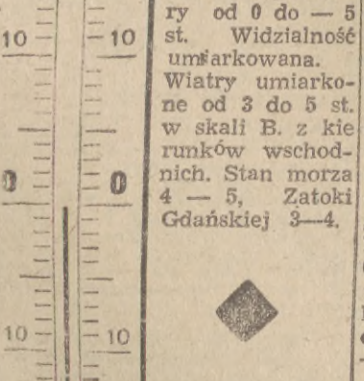 ry od 0 do — 5
st. Widzialność
umiarkowana.
Wiatry umiarko-
ne od 3 do 5 st.
w skali B. z kie
runków wschod-
nich. Stan morza
4 — 5, Zatoki
Gdańskiej 3—4.
10 10
0 0
10 10